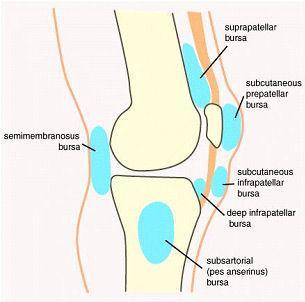 suprapatellar
bursa
subcutaneous
prepatellar
bursa
semimembranosus
bursa
subcutaneous
infrapatellar
bursa
deep infrapatellar
bursa
subsartorial
(pes anserinus)
bursa